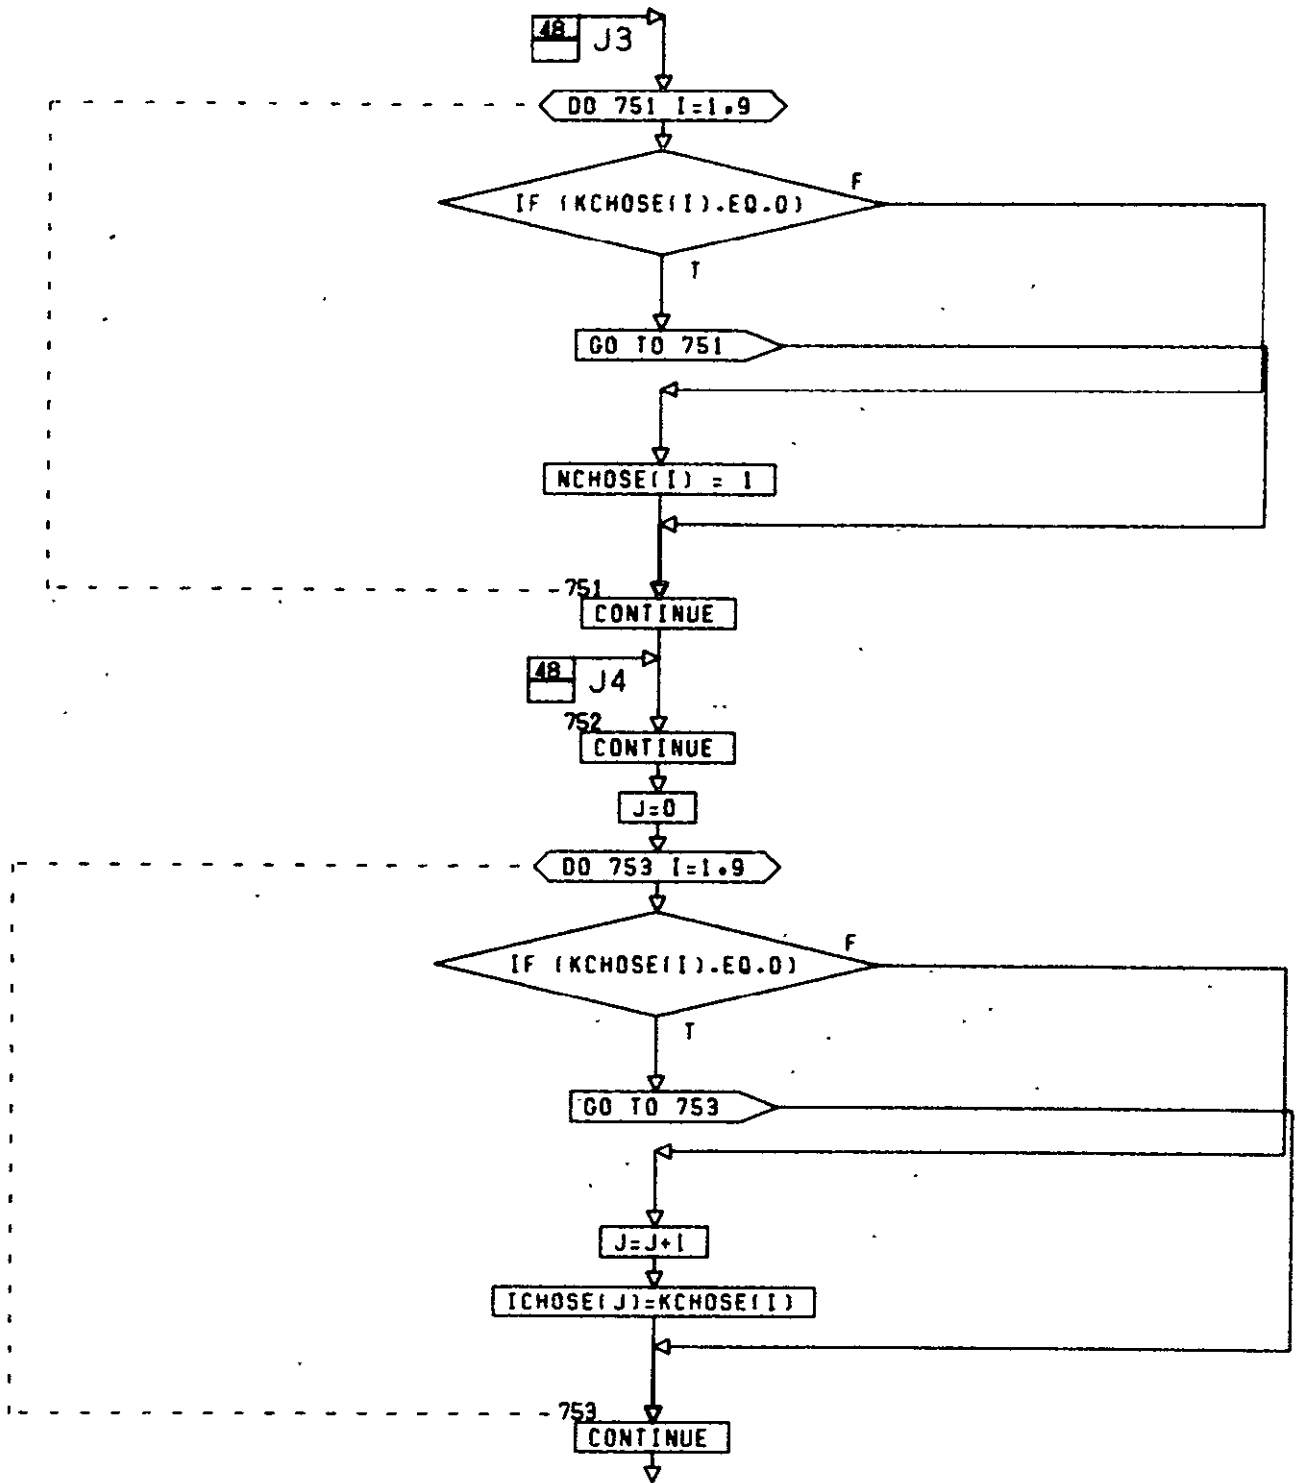 48
J3
DO 751 I=1,9
IF (KCHOSE(I).EQ.0)
F
T
GO TO 751
NCHOSE(I) = 1
751
CONTINUE
48
J4
752
CONTINUE
J=0
DO 753 I=1,9
IF (KCHOSE(I).EQ.0)
F
T
GO TO 753
J=J+1
ICHOSE(J)=KCHOSE(I)
753
CONTINUE